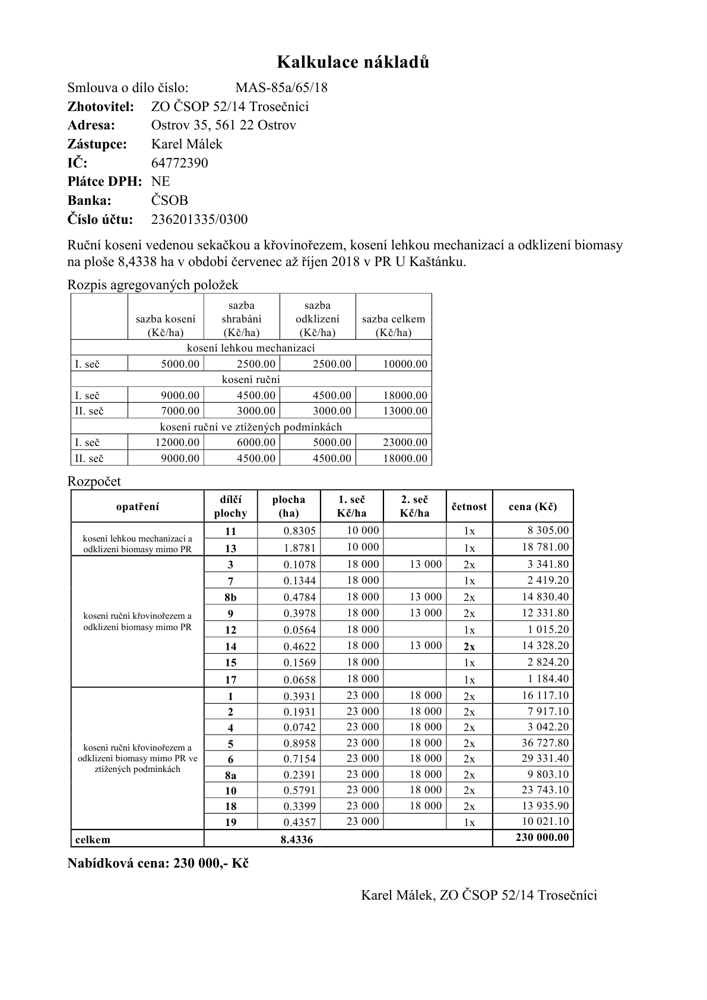 Kalkulace nákladů
Smlouva o dílo číslo: MAS-85a/65/18
Zhotovitel: ZO ČSOP 52/14 Trosečníci
Adresa: Ostrov 35, 561 22 Ostrov
Zástupce: Karel Málek
IČ: 64772390
Plátce DPH: NE
Banka: ČSOB
Číslo účtu: 236201335/0300
Ruční kosení vedenou sekačkou a křovinořezem, kosení lehkou mechanizací a odklizení biomasy
na ploše 8,4338 ha v období červenec až říjen 2018 v PR U Kaštánku.
Rozpis agregovaných položek
sazba kosení (Kč/ha) sazba shrabání (Kč/ha) sazba odklizení (Kč/ha) sazba celkem (Kč/ha)
kosení lehkou mechanizací
I. seč 5000.00 2500.00 2500.00 10000.00
kosení ruční
I. seč 9000.00 4500.00 4500.00 18000.00
II. seč 7000.00 3000.00 3000.00 13000.00
kosení ruční ve ztížených podmínkách
I. seč 12000.00 6000.00 5000.00 23000.00
II. seč 9000.00 4500.00 4500.00 18000.00
Rozpočet
opatření dílčí plochy plocha (ha) 1. seč Kč/ha 2. seč Kč/ha četnost cena (Kč)
kosení lehkou mechanizací a
odklizení biomasy mimo PR
11 0.8305 10 000 1x 8 305.00
13 1.8781 10 000 1x 18 781.00
kosení ruční křovinořezem a
odklizení biomasy mimo PR
3 0.1078 18 000 13 000 2x 3 341.80
7 0.1344 18 000 1x 2 419.20
8b 0.4784 18 000 13 000 2x 14 830.40
9 0.3978 18 000 13 000 2x 12 331.80
12 0.0564 18 000 1x 1 015.20
14 0.4622 18 000 13 000 2x 14 328.20
15 0.1569 18 000 1x 2 824.20
17 0.0658 18 000 1x 1 184.40
kosení ruční křovinořezem a
odklizení biomasy mimo PR ve
ztížených podmínkách
1 0.3931 23 000 18 000 2x 16 117.10
2 0.1931 23 000 18 000 2x 7 917.10
4 0.0742 23 000 18 000 2x 3 042.20
5 0.8958 23 000 18 000 2x 36 727.80
6 0.7154 23 000 18 000 2x 29 331.40
8a 0.2391 23 000 18 000 2x 9 803.10
10 0.5791 23 000 18 000 2x 23 743.10
18 0.3399 23 000 18 000 2x 13 935.90
19 0.4357 23 000 1x 10 021.10
celkem 8.4336 230 000.00
Nabídková cena: 230 000,- Kč
Karel Málek, ZO ČSOP 52/14 Trosečníci